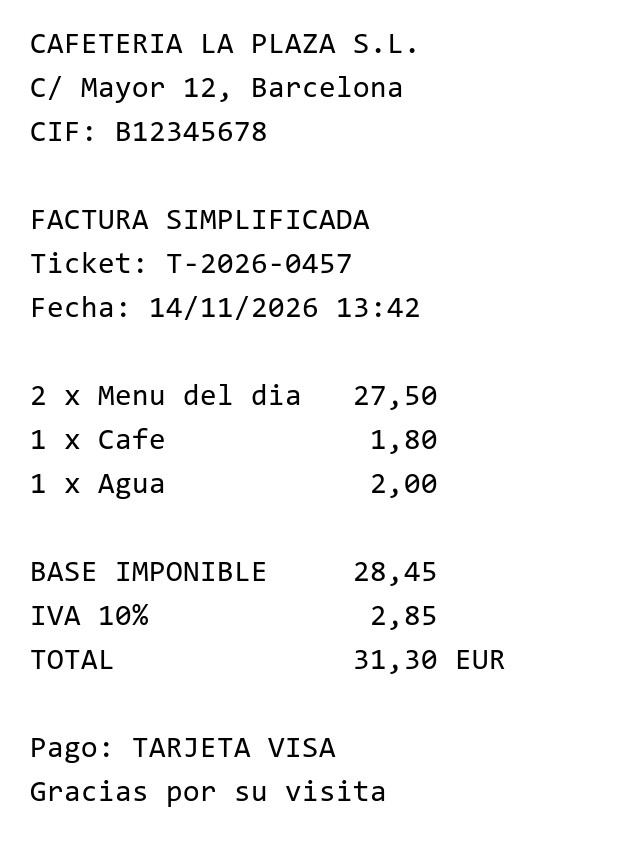 CAFETERIA LA PLAZA S.L.
C/ Mayor 12, Barcelona
CIF: B12345678
FACTURA SIMPLIFICADA
Ticket: T-2026-0457
Fecha: 14/11/2026 13:42
2 x Menu del dia 27,50
1 x Cafe 1,80
1 x Agua 2,00
BASE IMPONIBLE 28,45
IVA 10% 2,85
TOTAL 31,30 EUR
Pago: TARJETA VISA
Gracias por su visita